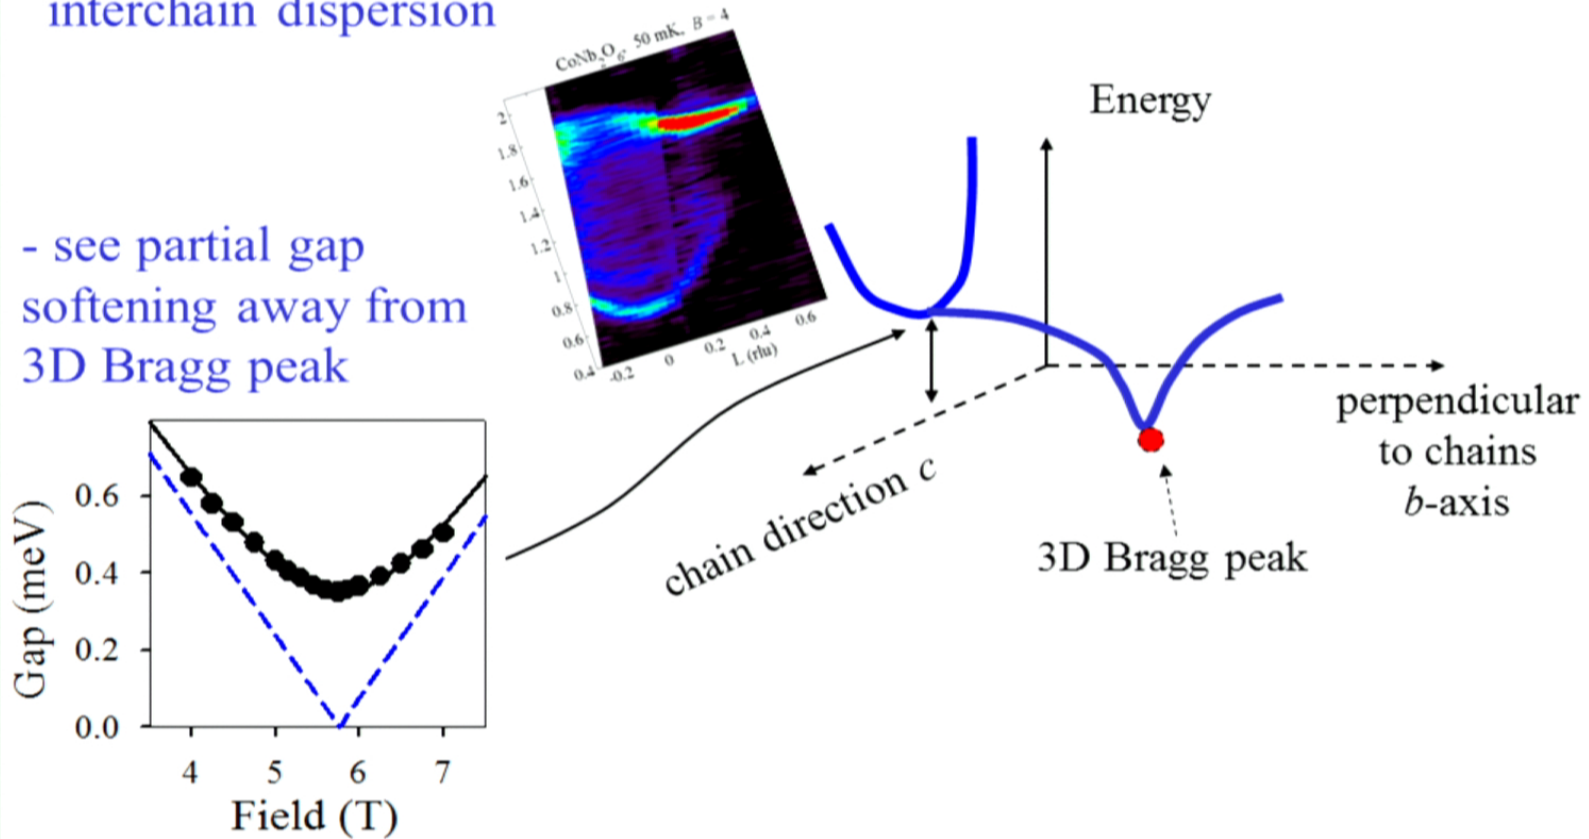 interchain dispersion
CoNb2O6, 50 mK, B = 4
2
1.8
1.6
1.4
1.2
1
0.8
0.6
0.4
-0.2
0
0.2
0.4
0.6
L (rlu)
Energy
- see partial gap
softening away from
3D Bragg peak
perpendicular
to chains
b-axis
chain direction c
3D Bragg peak
Gap (meV)
0.6
0.4
0.2
0.0
4
5
6
7
Field (T)